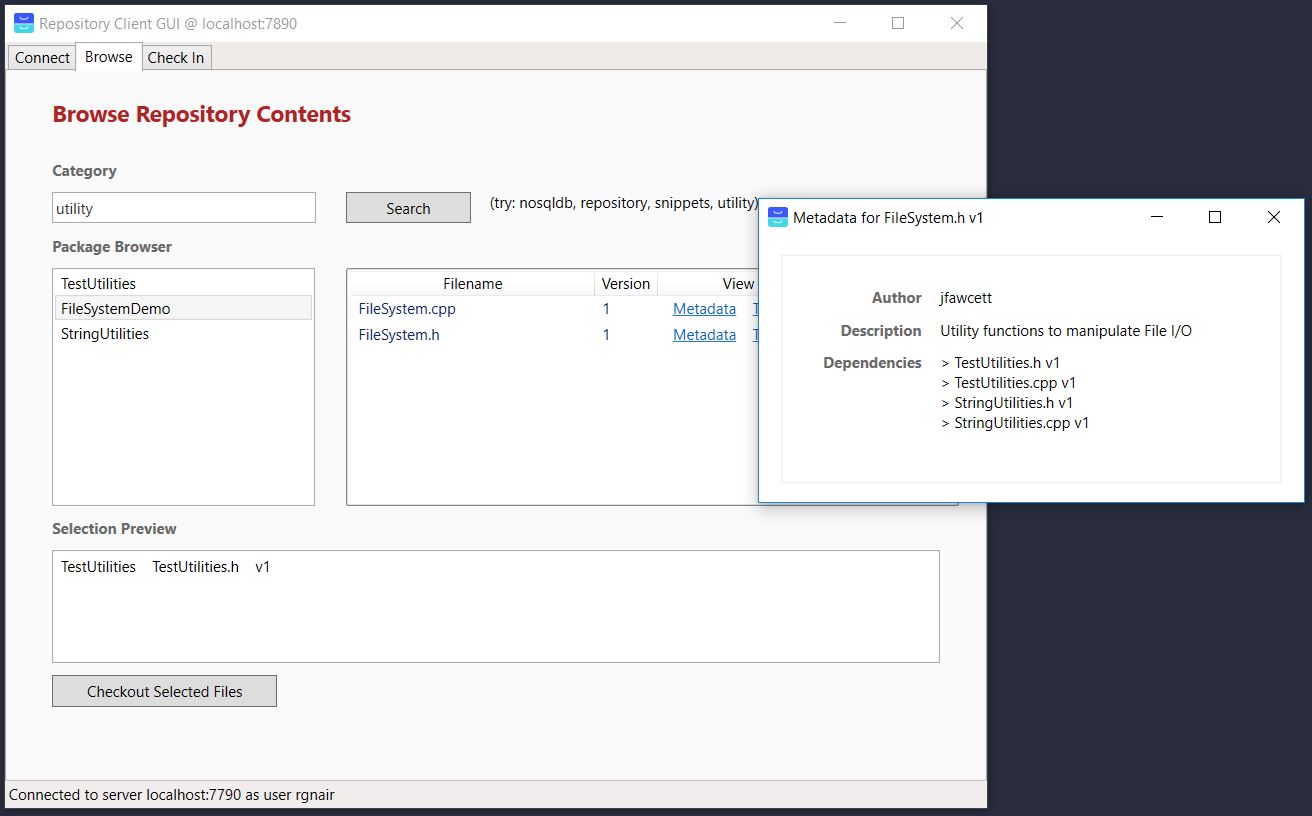 Repository Client GUI @ localhost:7890
Connect Browse Check In
Browse Repository Contents
Category
utility
Search
(try: nosqldb, repository, snippets, utility)
Package Browser
TestUtilities
FileSystemDemo
StringUtilities
Filename Version View
FileSystem.cpp 1 Metadata
FileSystem.h 1 Metadata
Metadata for FileSystem.h v1
Author jfawcett
Description Utility functions to manipulate File I/O
Dependencies > TestUtilities.h v1
> TestUtilities.cpp v1
> StringUtilities.h v1
> StringUtilities.cpp v1
Selection Preview
TestUtilities TestUtilities.h v1
Checkout Selected Files
Connected to server localhost:7790 as user rgnair